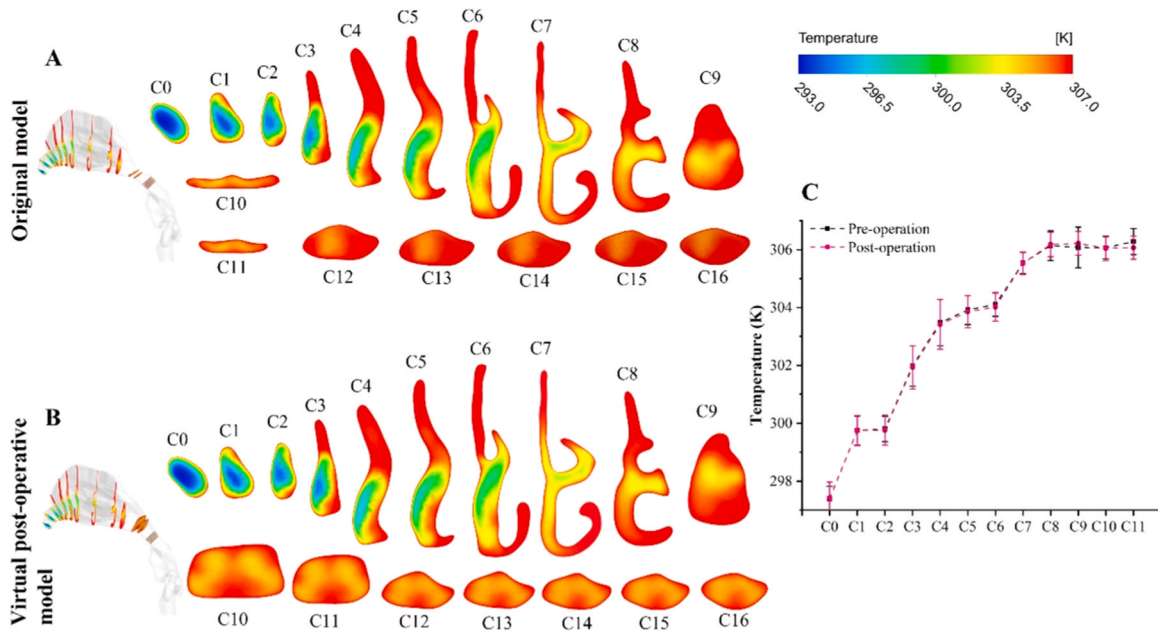 A
Original model
C0
C1
C2
C3
C4
C5
C6
C7
C8
C9
C10
C11
C12
C13
C14
C15
C16
Temperature [K]
293.0
296.5
300.0
303.5
307.0
B
Virtual post-operative
model
C0
C1
C2
C3
C4
C5
C6
C7
C8
C9
C10
C11
C12
C13
C14
C15
C16
C
Pre-operation
Post-operation
Temperature (K)
306
304
302
300
298
C0 C1 C2 C3 C4 C5 C6 C7 C8 C9 C10 C11